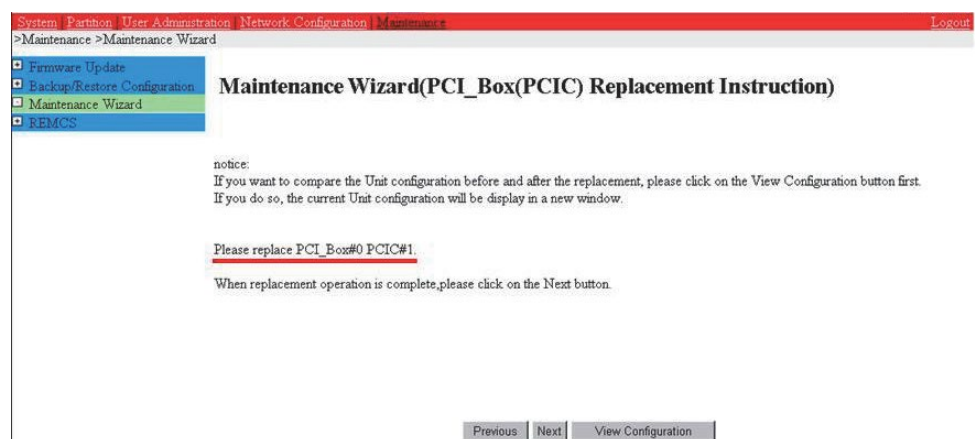 System | Partition | User Administration | Network Configuration | Maintenance Logout
>Maintenance >Maintenance Wizard
Firmware Update
Backup/Restore Configuration
Maintenance Wizard
REMCS
Maintenance Wizard(PCI_Box(PCIC) Replacement Instruction)
notice:
If you want to compare the Unit configuration before and after the replacement, please click on the View Configuration button first.
If you do so, the current Unit configuration will be display in a new window.
Please replace PCI_Box#0 PCIC#1.
When replacement operation is complete,please click on the Next button.
Previous Next View Configuration